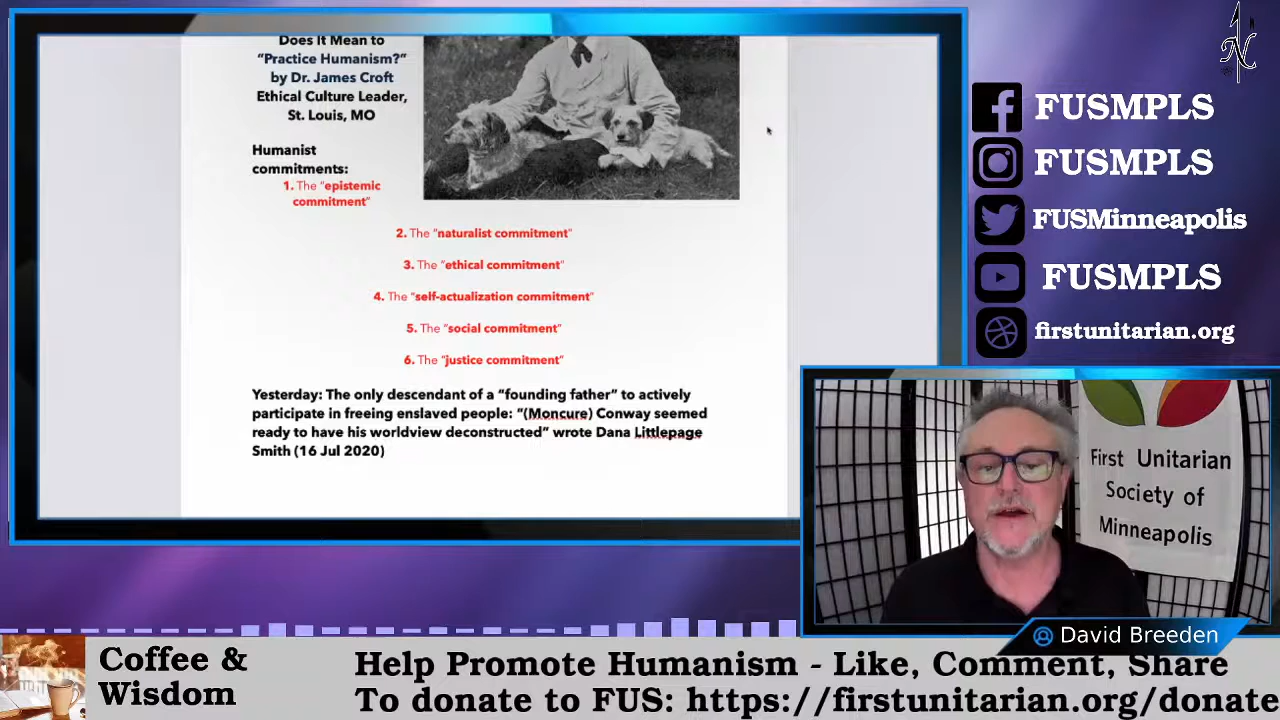 Does It Mean to
“Practice Humanism?”
by Dr. James Croft
Ethical Culture Leader,
St. Louis, MO
Humanist
commitments:
1. The “epistemic
commitment”
2. The “naturalist commitment”
3. The “ethical commitment”
4. The “self-actualization commitment”
5. The “social commitment”
6. The “justice commitment”
Yesterday: The only descendant of a “founding father” to actively
participate in freeing enslaved people: “(Moncure) Conway seemed
ready to have his worldview deconstructed” wrote Dana Littlepage
Smith (16 Jul 2020)
FUSMPLS
FUSMPLS
FUSMinneapolis
FUSMPLS
firstunitarian.org
First Unitarian
Society of
Minneapolis
David Breeden
Coffee &
Wisdom
Help Promote Humanism - Like, Comment, Share
To donate to FUS: https://firstunitarian.org/donate